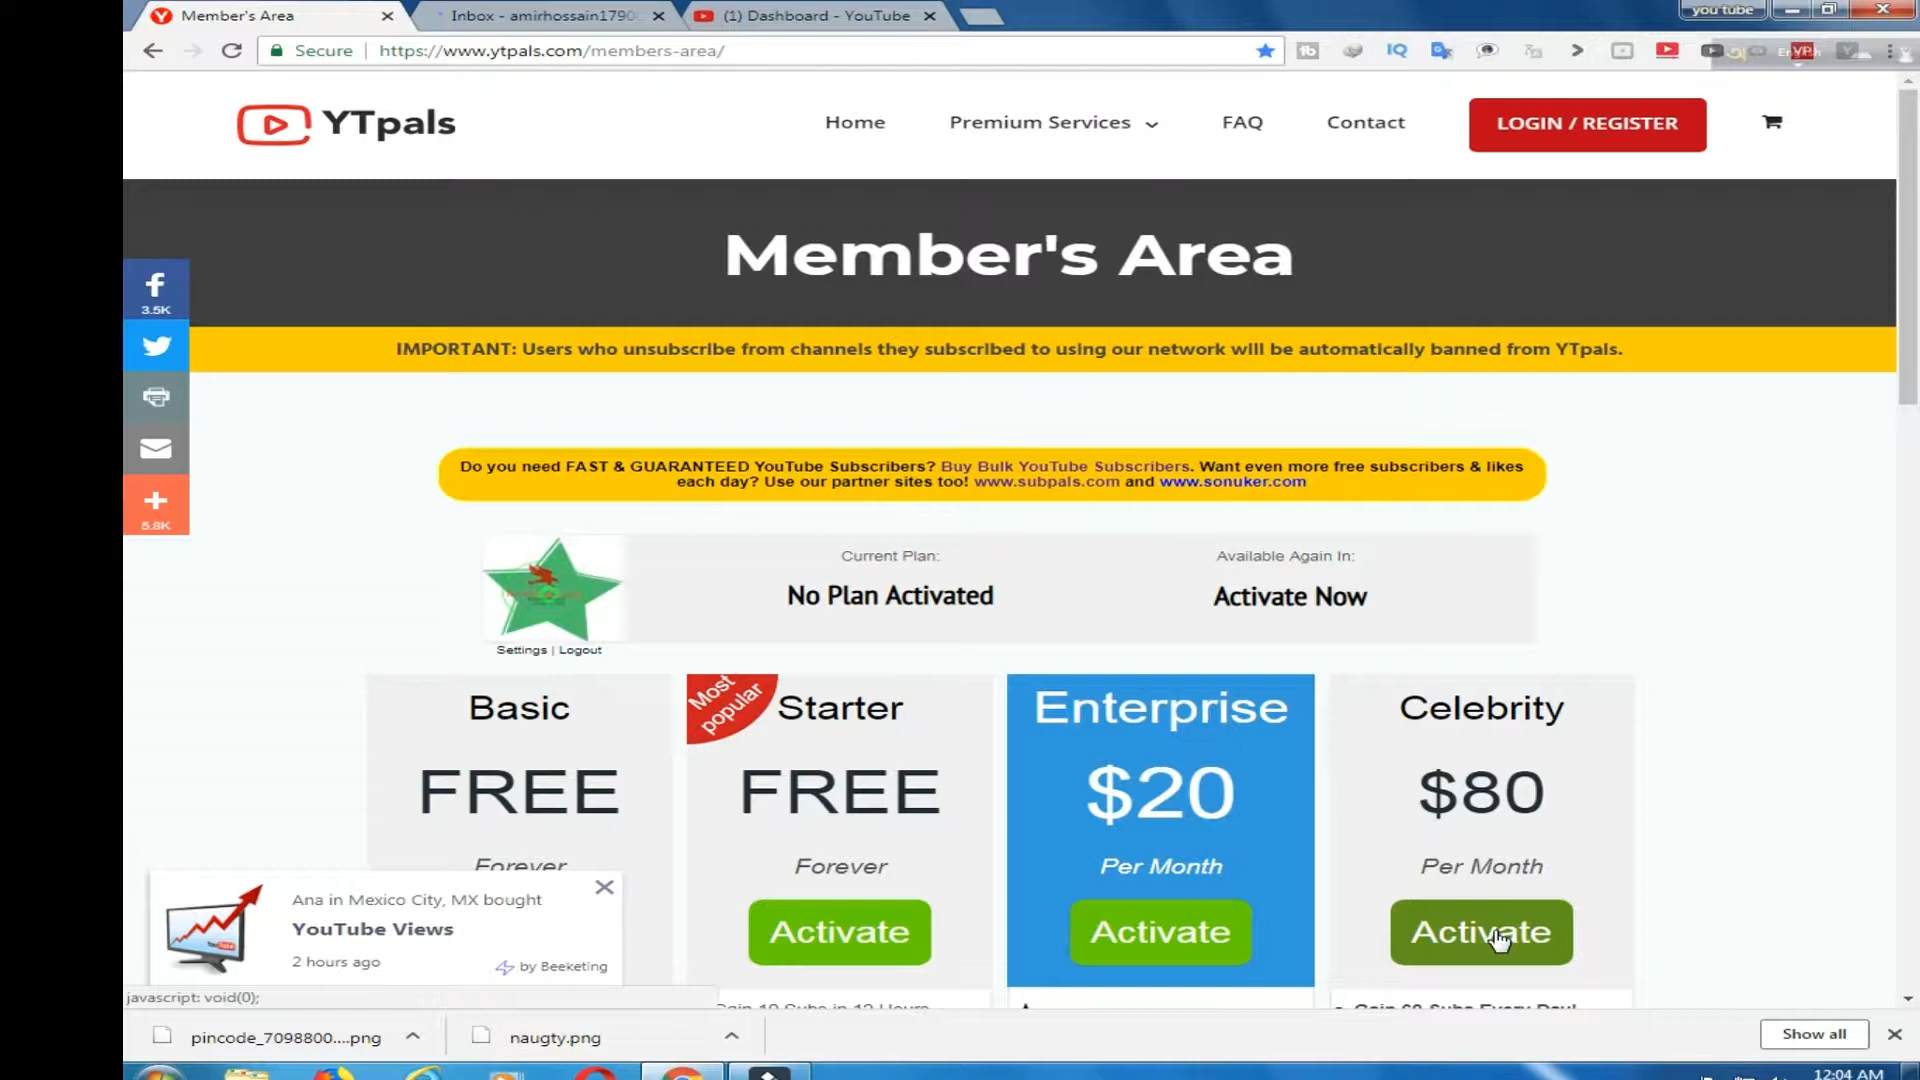 Member's Area
Inbox - amirhossain1790
(1) Dashboard - YouTube
you tube
Secure
https://www.ytpals.com/members-area/
YTpals
Home
Premium Services
FAQ
Contact
LOGIN / REGISTER
Member's Area
3.5K
IMPORTANT: Users who unsubscribe from channels they subscribed to using our network will be automatically banned from YTpals.
5.8K
Do you need FAST & GUARANTEED YouTube Subscribers? Buy Bulk YouTube Subscribers. Want even more free subscribers & likes
each day? Use our partner sites too! www.subpals.com and www.sonuker.com
Current Plan:
Available Again In:
No Plan Activated
Activate Now
Settings | Logout
Basic
Most popular
Starter
Enterprise
Celebrity
FREE
FREE
$20
$80
Forever
Forever
Per Month
Per Month
Activate
Activate
Activate
Ana in Mexico City, MX bought
YouTube Views
2 hours ago
by Beeketing
javascript: void(0);
pincode_7098800....png
naugty.png
Show all
12:04 AM